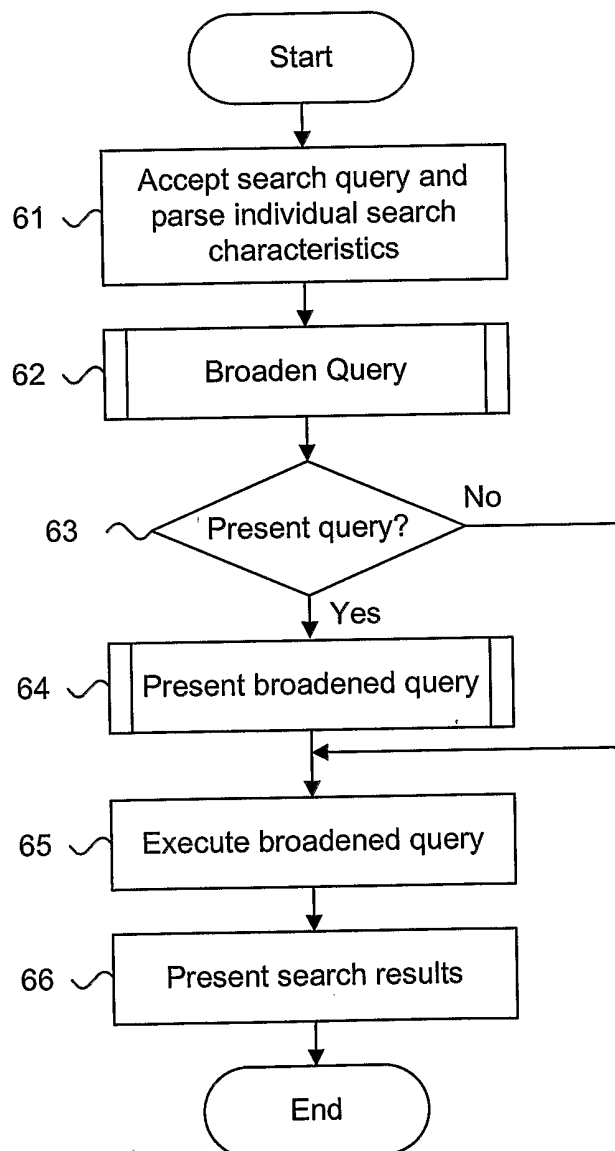 Start
Accept search query and
parse individual search
characteristics
61
Broaden Query
62
Present query?
63
No
Yes
Present broadened query
64
Execute broadened query
65
Present search results
66
End